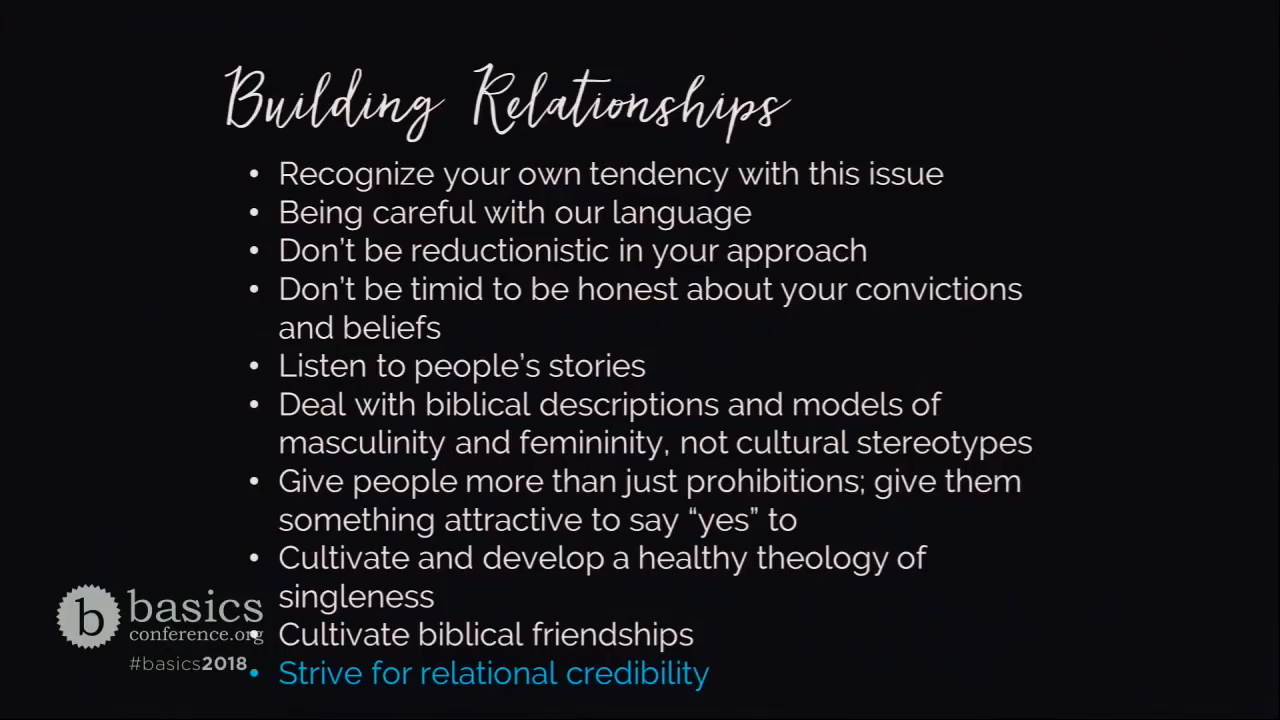 Building Relationships
• Recognize your own tendency with this issue
• Being careful with our language
• Don’t be reductionistic in your approach
• Don’t be timid to be honest about your convictions
and beliefs
• Listen to people’s stories
• Deal with biblical descriptions and models of
masculinity and femininity, not cultural stereotypes
• Give people more than just prohibitions; give them
something attractive to say “yes” to
• Cultivate and develop a healthy theology of
singleness
• Cultivate biblical friendships
• Strive for relational credibility
b basics
conference.org
#basics2018